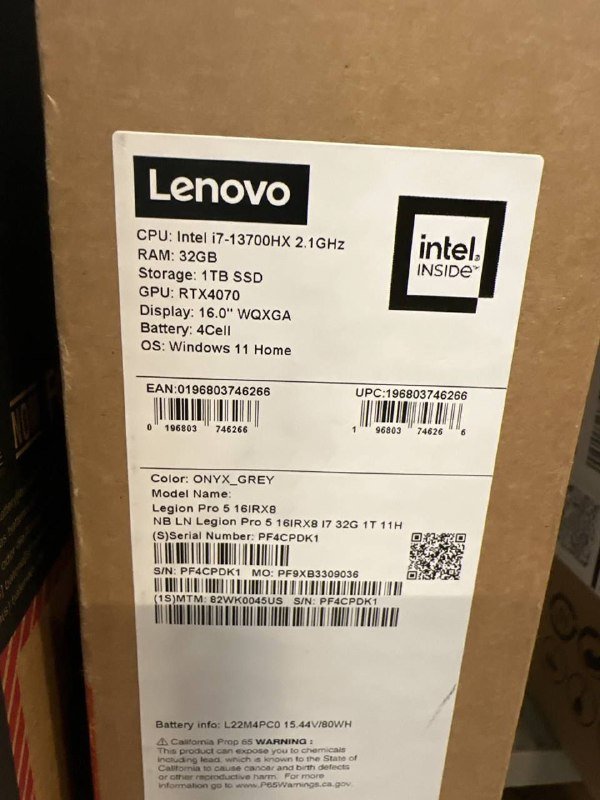 Lenovo
intel.
INSIDE™
CPU: Intel i7-13700HX 2.1GHz
RAM: 32GB
Storage: 1TB SSD
GPU: RTX4070
Display: 16.0" WQXGA
Battery: 4Cell
OS: Windows 11 Home
EAN:0196803746266 UPC:196803746266
0 196803 746266 1 96803 74626 6
Color: ONYX_GREY
Model Name:
Legion Pro 5 16IRX8
NB LN Legion Pro 5 16IRX8 I7 32G 1T 11H
(S)Serial Number: PF4CPDK1
S/N: PF4CPDK1 MO: PF9XB3309036
(1S)MTM: 82WK0045US S/N: PF4CPDK1
Battery info: L22M4PC0 15.44V/80WH
⚠ California Prop 65 WARNING :
This product can expose you to chemicals
including lead, which is known to the State of
California to cause cancer and birth defects
or other reproductive harm. For more
information go to www.P65Warnings.ca.gov.